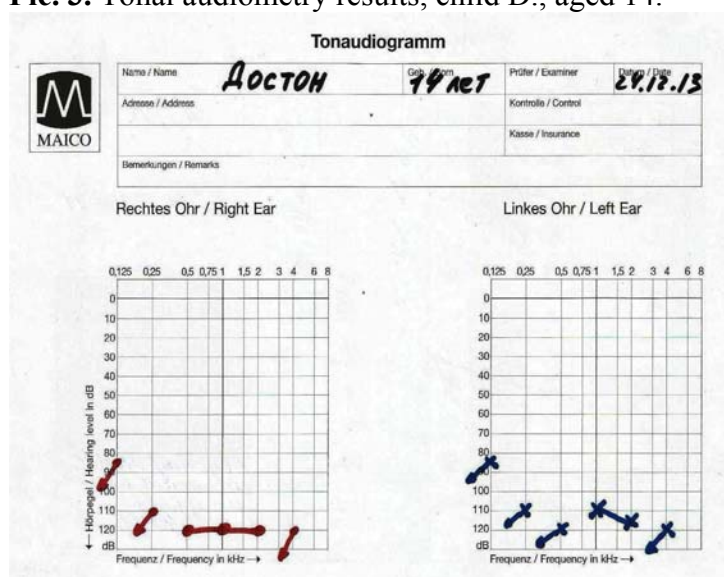 Pic. 3. Tonal audiometry results, child D., aged 14.
Tonaudiogramm
MAICO
Name / Name Достон Geb. / Born 14 лет Prüfer / Examiner Datum / Date 24.12.13
Adresse / Address Kontrolle / Control
Kasse / Insurance
Bemerkungen / Remarks
Rechtes Ohr / Right Ear Linkes Ohr / Left Ear
0,125 0,25 0,5 0,75 1 1,5 2 3 4 6 8 0,125 0,25 0,5 0,75 1 1,5 2 3 4 6 8
0 0
10 10
20 20
30 30
40 40
50 50
60 60
70 70
80 80
90 90
100 100
110 110
120 120
dB dB
Hörpegel / Hearing level in dB
Frequenz / Frequency in kHz Frequenz / Frequency in kHz